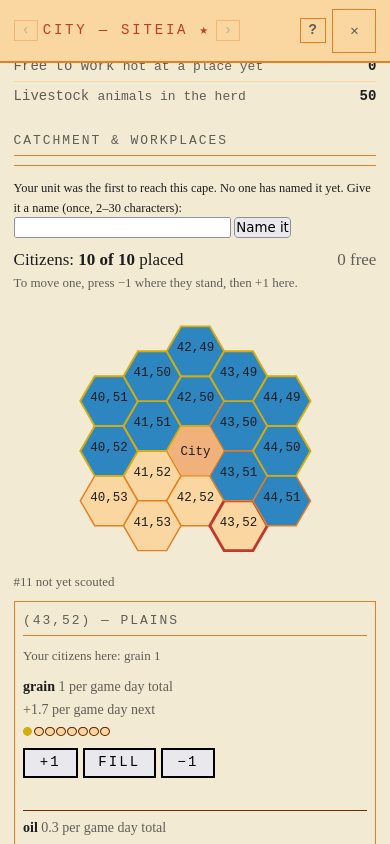 ‹ CITY — SITEIA ★ › ? ×
Free to work not at a place yet 0
Livestock animals in the herd 50
CATCHMENT & WORKPLACES
Your unit was the first to reach this cape. No one has named it yet. Give
it a name (once, 2–30 characters):
Name it
Citizens: 10 of 10 placed 0 free
To move one, press −1 where they stand, then +1 here.
42,49
41,50 43,49
40,51 42,50 44,49
41,51 43,50
40,52 City 44,50
41,52 43,51
40,53 42,52 44,51
41,53 43,52
#11 not yet scouted
(43,52) — PLAINS
Your citizens here: grain 1
grain 1 per game day total
+1.7 per game day next
+1 FILL −1
oil 0.3 per game day total